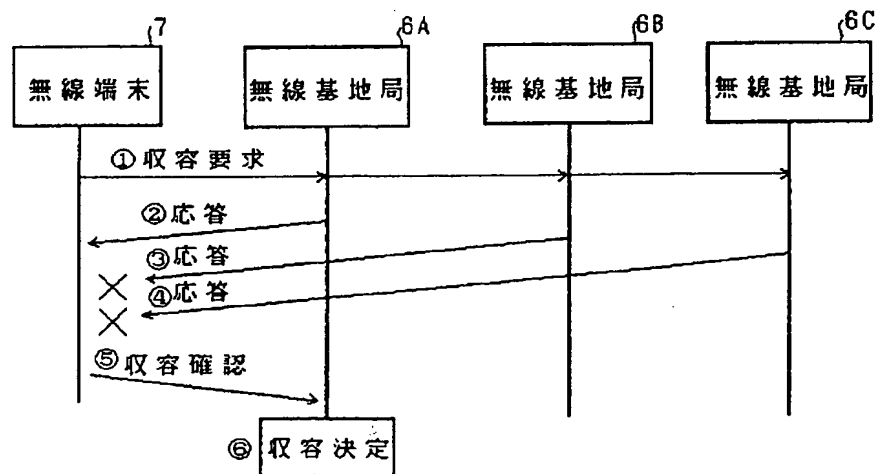 7
6A
6B
6C
無線端末
無線基地局
無線基地局
無線基地局
①収容要求
②応答
③応答
④応答
⑤収容確認
⑥収容決定